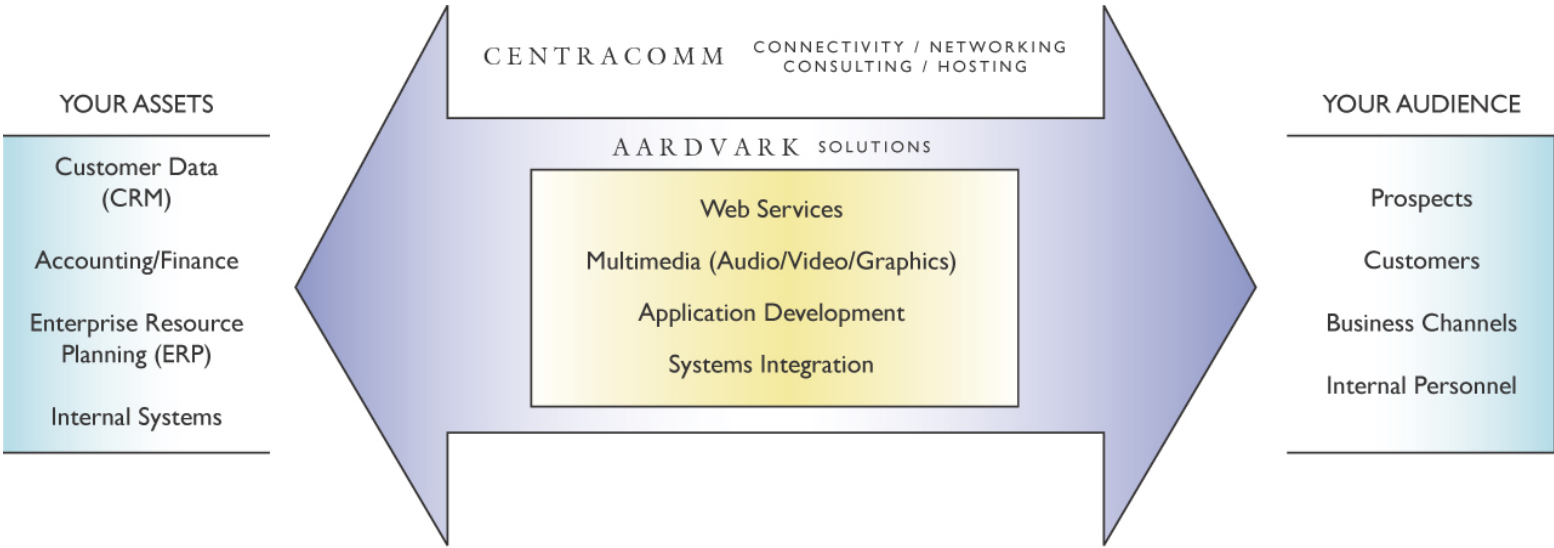 YOUR ASSETS
Customer Data
(CRM)
Accounting/Finance
Enterprise Resource
Planning (ERP)
Internal Systems
CENTRACOMM
CONNECTIVITY / NETWORKING
CONSULTING / HOSTING
AARDVARK SOLUTIONS
Web Services
Multimedia (Audio/Video/Graphics)
Application Development
Systems Integration
YOUR AUDIENCE
Prospects
Customers
Business Channels
Internal Personnel